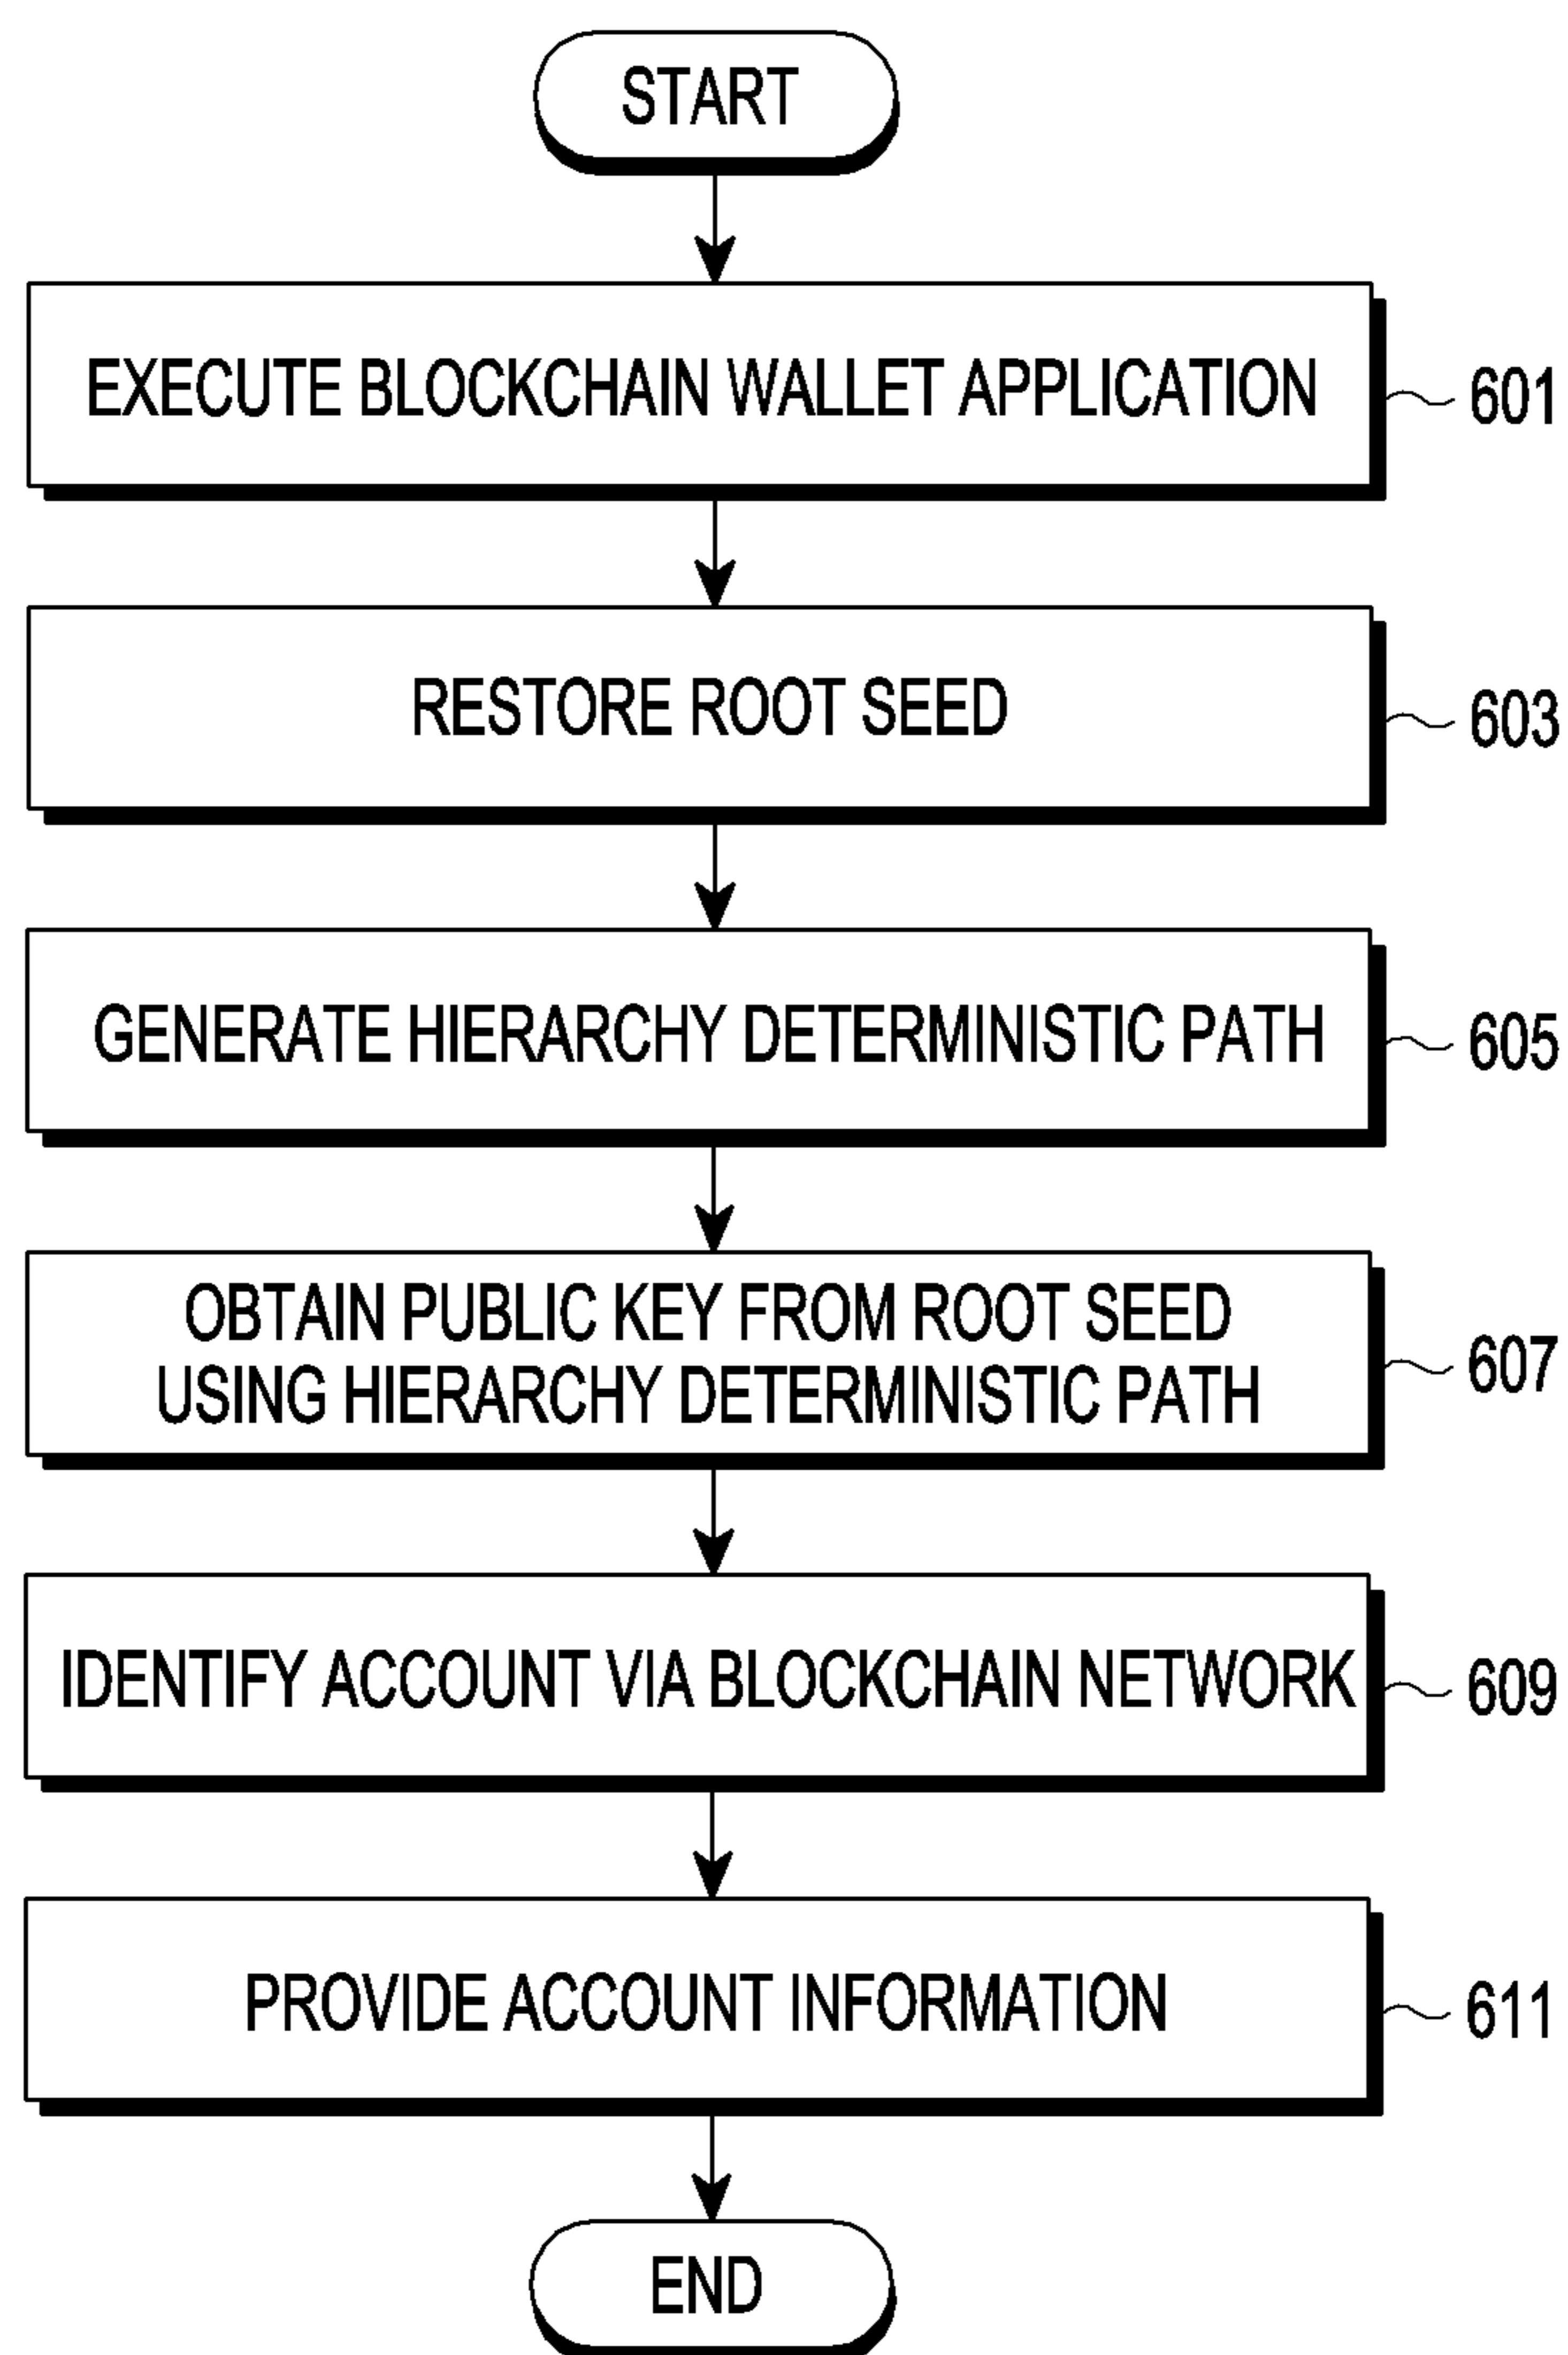 START
EXECUTE BLOCKCHAIN WALLET APPLICATION
601
RESTORE ROOT SEED
603
GENERATE HIERARCHY DETERMINISTIC PATH
605
OBTAIN PUBLIC KEY FROM ROOT SEED
USING HIERARCHY DETERMINISTIC PATH
607
IDENTIFY ACCOUNT VIA BLOCKCHAIN NETWORK
609
PROVIDE ACCOUNT INFORMATION
611
END